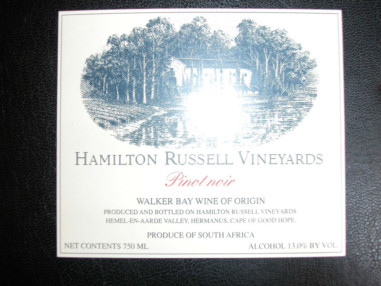 HAMILTON RUSSELL VINEYARDS
Pinot noir
WALKER BAY WINE OF ORIGIN
PRODUCED AND BOTTLED ON HAMILTON RUSSELL VINEYARDS
HEMEL-EN-AARDE VALLEY, HERMANUS, CAPE OF GOOD HOPE.
PRODUCE OF SOUTH AFRICA
NET CONTENTS 750 ML. ALCOHOL 13.0% BY VOL.